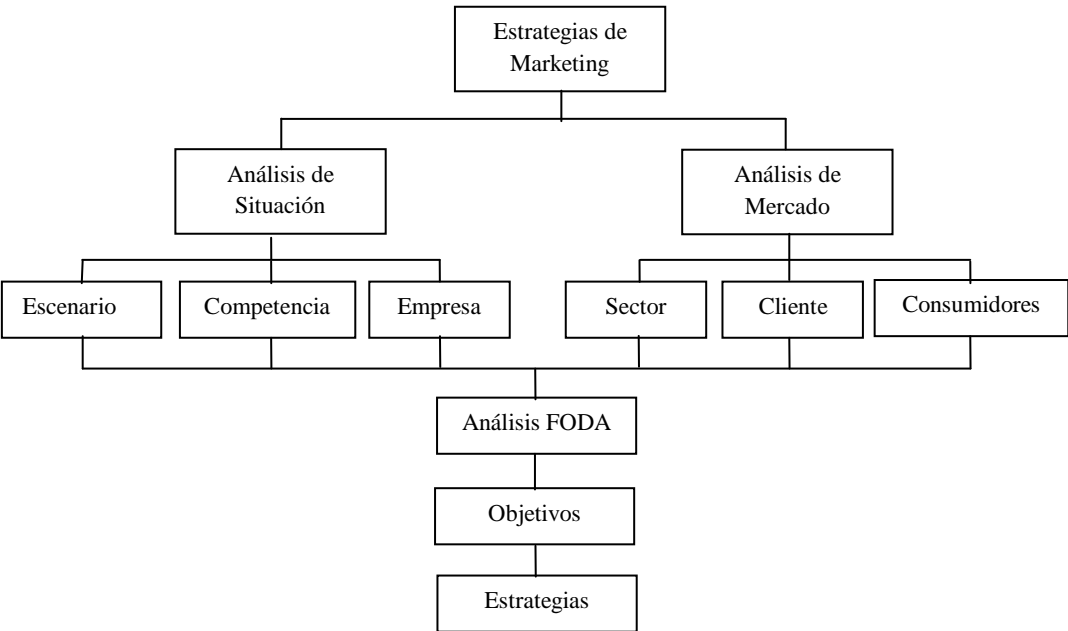 Estrategias de
Marketing
Análisis de
Situación
Análisis de
Mercado
Escenario
Competencia
Empresa
Sector
Cliente
Consumidores
Análisis FODA
Objetivos
Estrategias